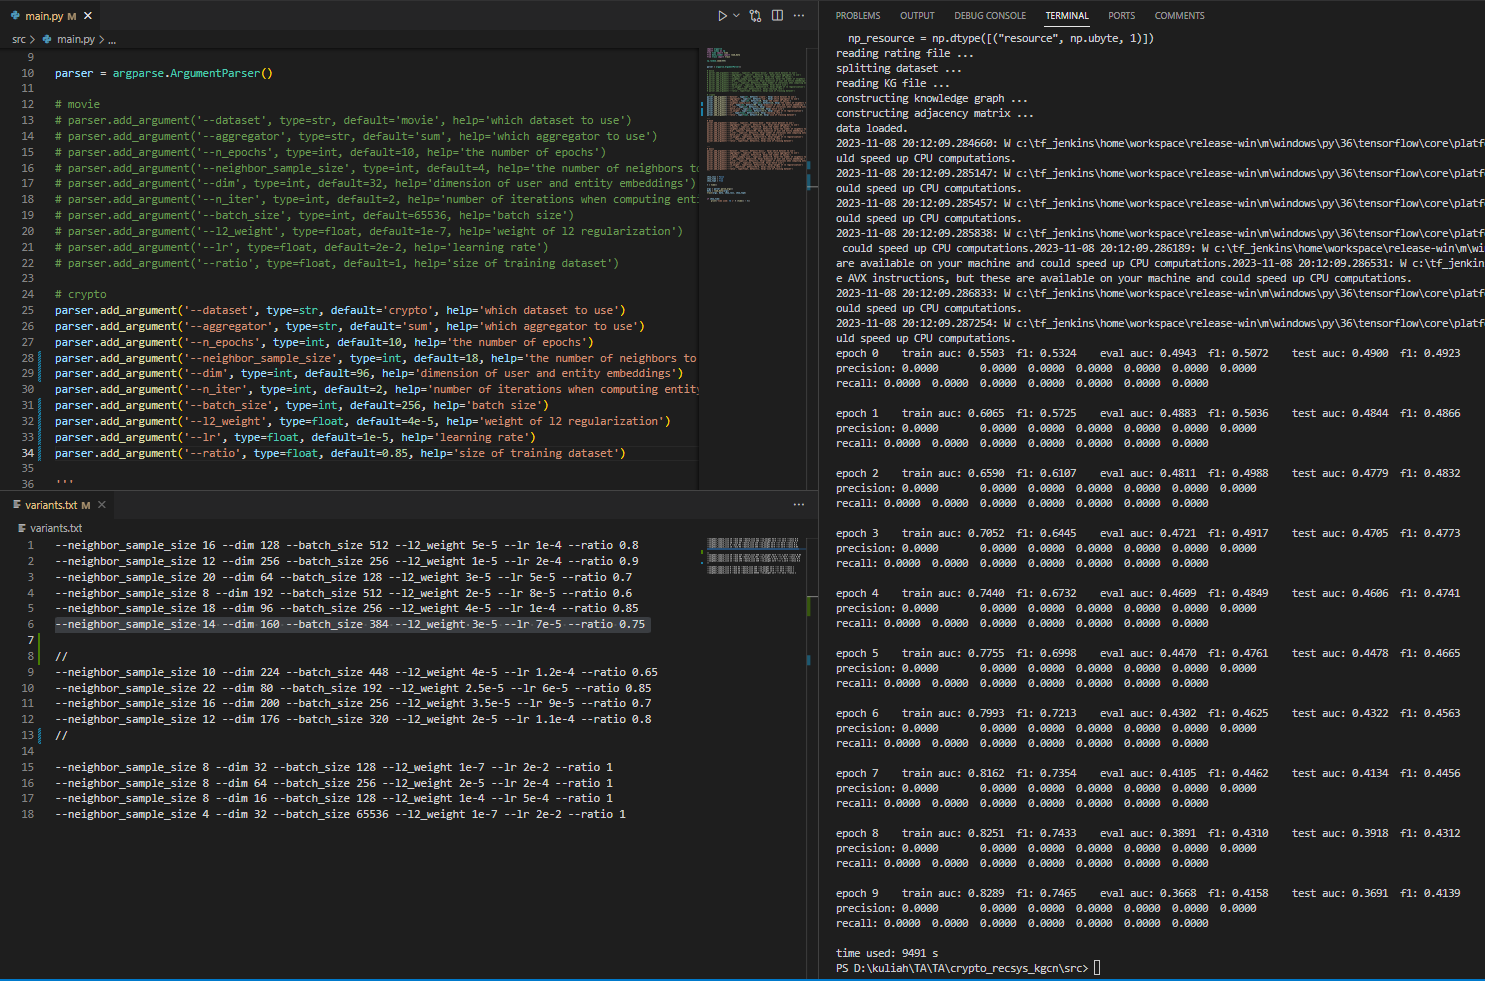 main.py M
src > main.py > ...
9
10 parser = argparse.ArgumentParser()
11
12 # movie
13 # parser.add_argument('--dataset', type=str, default='movie', help='which dataset to use')
14 # parser.add_argument('--aggregator', type=str, default='sum', help='which aggregator to use')
15 # parser.add_argument('--n_epochs', type=int, default=10, help='the number of epochs')
16 # parser.add_argument('--neighbor_sample_size', type=int, default=4, help='the number of neighbors to
17 # parser.add_argument('--dim', type=int, default=32, help='dimension of user and entity embeddings')
18 # parser.add_argument('--n_iter', type=int, default=2, help='number of iterations when computing enti
19 # parser.add_argument('--batch_size', type=int, default=65536, help='batch size')
20 # parser.add_argument('--l2_weight', type=float, default=1e-7, help='weight of l2 regularization')
21 # parser.add_argument('--lr', type=float, default=2e-2, help='learning rate')
22 # parser.add_argument('--ratio', type=float, default=1, help='size of training dataset')
23
24 # crypto
25 parser.add_argument('--dataset', type=str, default='crypto', help='which dataset to use')
26 parser.add_argument('--aggregator', type=str, default='sum', help='which aggregator to use')
27 parser.add_argument('--n_epochs', type=int, default=10, help='the number of epochs')
28 parser.add_argument('--neighbor_sample_size', type=int, default=18, help='the number of neighbors to
29 parser.add_argument('--dim', type=int, default=96, help='dimension of user and entity embeddings')
30 parser.add_argument('--n_iter', type=int, default=2, help='number of iterations when computing entity
31 parser.add_argument('--batch_size', type=int, default=256, help='batch size')
32 parser.add_argument('--l2_weight', type=float, default=4e-5, help='weight of l2 regularization')
33 parser.add_argument('--lr', type=float, default=1e-5, help='learning rate')
34 parser.add_argument('--ratio', type=float, default=0.85, help='size of training dataset')
35
36 '''
variants.txt M
variants.txt
1 --neighbor_sample_size 16 --dim 128 --batch_size 512 --l2_weight 5e-5 --lr 1e-4 --ratio 0.8
2 --neighbor_sample_size 12 --dim 256 --batch_size 256 --l2_weight 1e-5 --lr 2e-4 --ratio 0.9
3 --neighbor_sample_size 20 --dim 64 --batch_size 128 --l2_weight 3e-5 --lr 5e-5 --ratio 0.7
4 --neighbor_sample_size 8 --dim 192 --batch_size 512 --l2_weight 2e-5 --lr 8e-5 --ratio 0.6
5 --neighbor_sample_size 18 --dim 96 --batch_size 256 --l2_weight 4e-5 --lr 1e-4 --ratio 0.85
6 --neighbor_sample_size 14 --dim 160 --batch_size 384 --l2_weight 3e-5 --lr 7e-5 --ratio 0.75
7
8 //
9 --neighbor_sample_size 10 --dim 224 --batch_size 448 --l2_weight 4e-5 --lr 1.2e-4 --ratio 0.65
10 --neighbor_sample_size 22 --dim 80 --batch_size 192 --l2_weight 2.5e-5 --lr 6e-5 --ratio 0.85
11 --neighbor_sample_size 16 --dim 200 --batch_size 256 --l2_weight 3.5e-5 --lr 9e-5 --ratio 0.7
12 --neighbor_sample_size 12 --dim 176 --batch_size 320 --l2_weight 2e-5 --lr 1.1e-4 --ratio 0.8
13 //
14
15 --neighbor_sample_size 8 --dim 32 --batch_size 128 --l2_weight 1e-7 --lr 2e-2 --ratio 1
16 --neighbor_sample_size 8 --dim 64 --batch_size 256 --l2_weight 2e-5 --lr 2e-4 --ratio 1
17 --neighbor_sample_size 8 --dim 16 --batch_size 128 --l2_weight 1e-4 --lr 5e-4 --ratio 1
18 --neighbor_sample_size 4 --dim 32 --batch_size 65536 --l2_weight 1e-7 --lr 2e-2 --ratio 1
PROBLEMS OUTPUT DEBUG CONSOLE TERMINAL PORTS COMMENTS
np_resource = np.dtype([("resource", np.ubyte, 1)])
reading rating file ...
splitting dataset ...
reading KG file ...
constructing knowledge graph ...
constructing adjacency matrix ...
data loaded.
2023-11-08 20:12:09.284660: W c:\tf_jenkins\home\workspace\release-win\m\windows\py\36\tensorflow\core\platf
uld speed up CPU computations.
2023-11-08 20:12:09.285147: W c:\tf_jenkins\home\workspace\release-win\m\windows\py\36\tensorflow\core\platf
ould speed up CPU computations.
2023-11-08 20:12:09.285457: W c:\tf_jenkins\home\workspace\release-win\m\windows\py\36\tensorflow\core\platf
ould speed up CPU computations.
2023-11-08 20:12:09.285838: W c:\tf_jenkins\home\workspace\release-win\m\windows\py\36\tensorflow\core\platf
could speed up CPU computations.2023-11-08 20:12:09.286189: W c:\tf_jenkins\home\workspace\release-win\m\wi
are available on your machine and could speed up CPU computations.2023-11-08 20:12:09.286531: W c:\tf_jenkin
e AVX instructions, but these are available on your machine and could speed up CPU computations.
2023-11-08 20:12:09.286833: W c:\tf_jenkins\home\workspace\release-win\m\windows\py\36\tensorflow\core\platf
ould speed up CPU computations.
2023-11-08 20:12:09.287254: W c:\tf_jenkins\home\workspace\release-win\m\windows\py\36\tensorflow\core\platf
uld speed up CPU computations.
epoch 0 train auc: 0.5503 f1: 0.5324 eval auc: 0.4943 f1: 0.5072 test auc: 0.4900 f1: 0.4923
precision: 0.0000 0.0000 0.0000 0.0000 0.0000 0.0000 0.0000
recall: 0.0000 0.0000 0.0000 0.0000 0.0000 0.0000 0.0000
epoch 1 train auc: 0.6065 f1: 0.5725 eval auc: 0.4883 f1: 0.5036 test auc: 0.4844 f1: 0.4866
precision: 0.0000 0.0000 0.0000 0.0000 0.0000 0.0000 0.0000
recall: 0.0000 0.0000 0.0000 0.0000 0.0000 0.0000 0.0000
epoch 2 train auc: 0.6590 f1: 0.6107 eval auc: 0.4811 f1: 0.4988 test auc: 0.4779 f1: 0.4832
precision: 0.0000 0.0000 0.0000 0.0000 0.0000 0.0000 0.0000
recall: 0.0000 0.0000 0.0000 0.0000 0.0000 0.0000 0.0000
epoch 3 train auc: 0.7052 f1: 0.6445 eval auc: 0.4721 f1: 0.4917 test auc: 0.4705 f1: 0.4773
precision: 0.0000 0.0000 0.0000 0.0000 0.0000 0.0000 0.0000
recall: 0.0000 0.0000 0.0000 0.0000 0.0000 0.0000 0.0000
epoch 4 train auc: 0.7440 f1: 0.6732 eval auc: 0.4609 f1: 0.4849 test auc: 0.4606 f1: 0.4741
precision: 0.0000 0.0000 0.0000 0.0000 0.0000 0.0000 0.0000
recall: 0.0000 0.0000 0.0000 0.0000 0.0000 0.0000 0.0000
epoch 5 train auc: 0.7755 f1: 0.6998 eval auc: 0.4470 f1: 0.4761 test auc: 0.4478 f1: 0.4665
precision: 0.0000 0.0000 0.0000 0.0000 0.0000 0.0000 0.0000
recall: 0.0000 0.0000 0.0000 0.0000 0.0000 0.0000 0.0000
epoch 6 train auc: 0.7993 f1: 0.7213 eval auc: 0.4302 f1: 0.4625 test auc: 0.4322 f1: 0.4563
precision: 0.0000 0.0000 0.0000 0.0000 0.0000 0.0000 0.0000
recall: 0.0000 0.0000 0.0000 0.0000 0.0000 0.0000 0.0000
epoch 7 train auc: 0.8162 f1: 0.7354 eval auc: 0.4105 f1: 0.4462 test auc: 0.4134 f1: 0.4456
precision: 0.0000 0.0000 0.0000 0.0000 0.0000 0.0000 0.0000
recall: 0.0000 0.0000 0.0000 0.0000 0.0000 0.0000 0.0000
epoch 8 train auc: 0.8251 f1: 0.7433 eval auc: 0.3891 f1: 0.4310 test auc: 0.3918 f1: 0.4312
precision: 0.0000 0.0000 0.0000 0.0000 0.0000 0.0000 0.0000
recall: 0.0000 0.0000 0.0000 0.0000 0.0000 0.0000 0.0000
epoch 9 train auc: 0.8289 f1: 0.7465 eval auc: 0.3668 f1: 0.4158 test auc: 0.3691 f1: 0.4139
precision: 0.0000 0.0000 0.0000 0.0000 0.0000 0.0000 0.0000
recall: 0.0000 0.0000 0.0000 0.0000 0.0000 0.0000 0.0000
time used: 9491 s
PS D:\kuliah\TA\TA\crypto_recsys_kgcn\src>